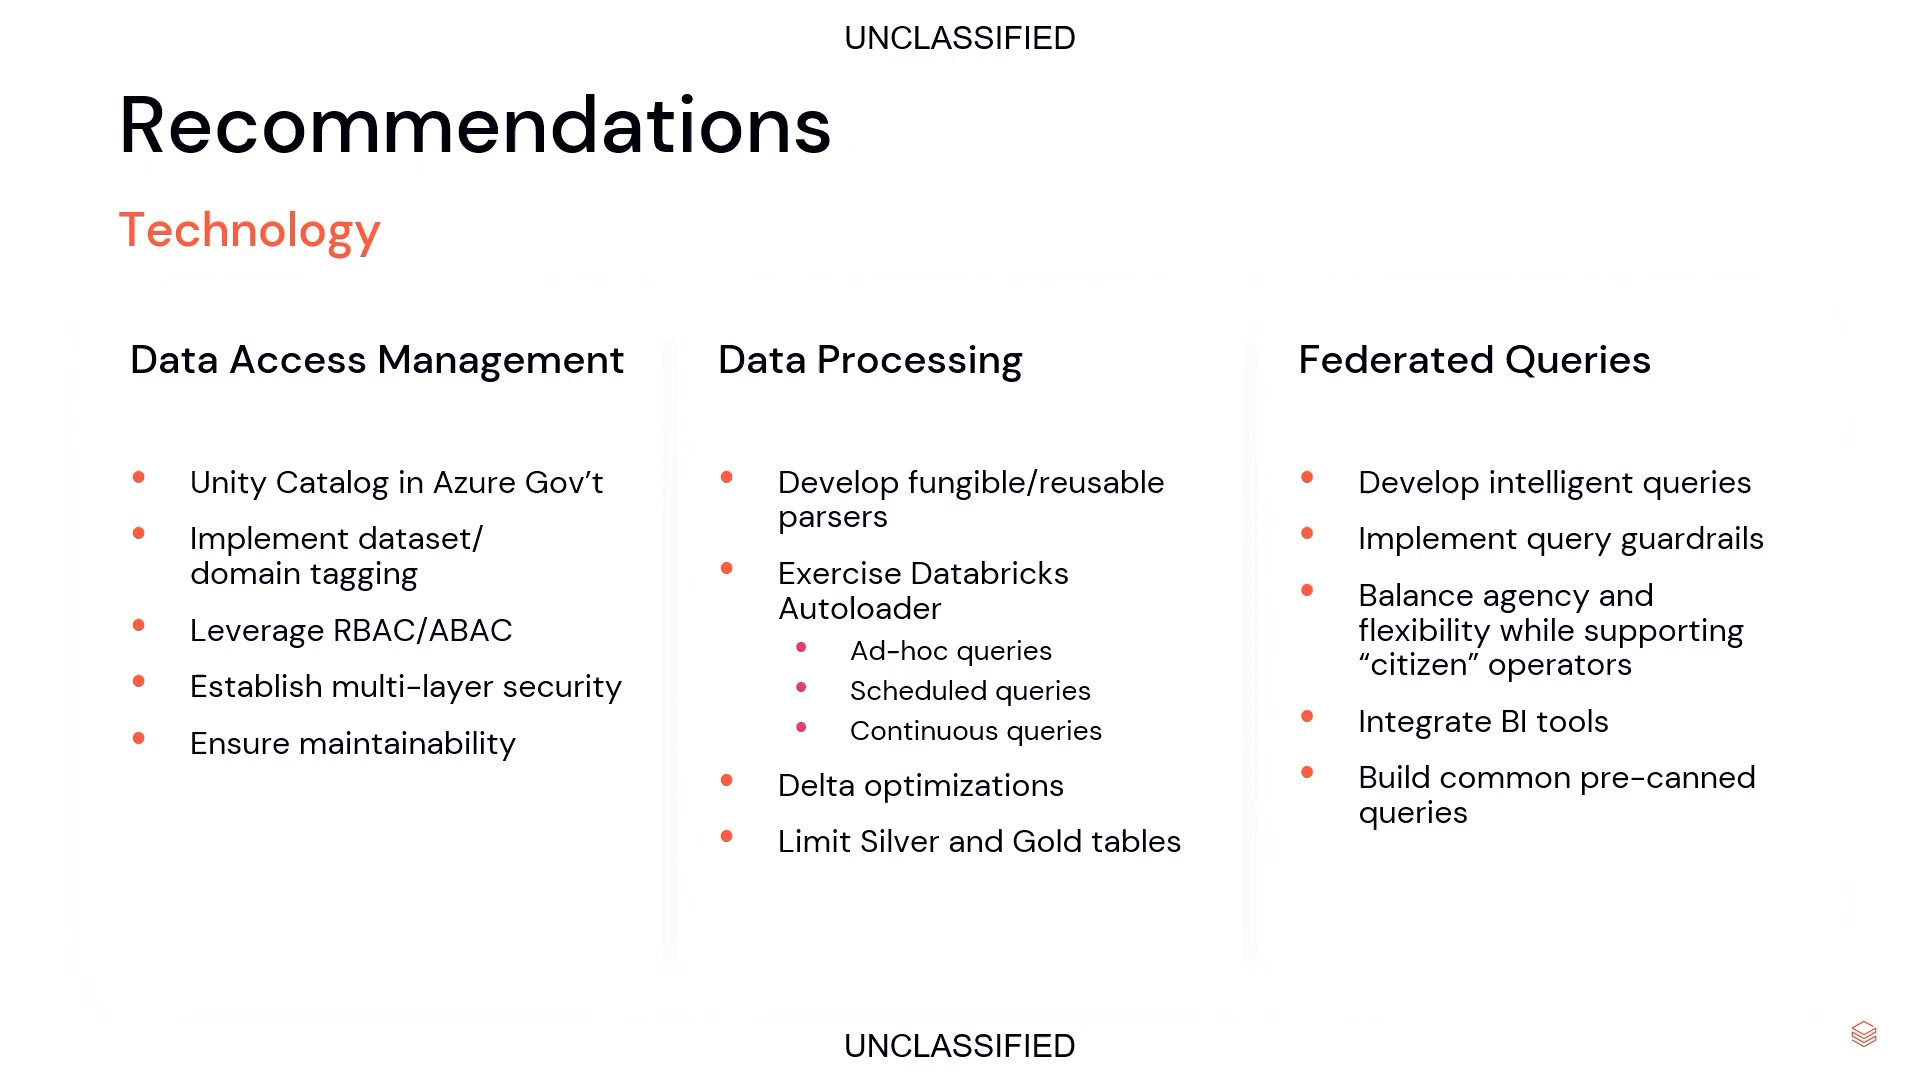 UNCLASSIFIED
Recommendations
Technology
Data Access Management
• Unity Catalog in Azure Gov’t
• Implement dataset/
domain tagging
• Leverage RBAC/ABAC
• Establish multi-layer security
• Ensure maintainability
Data Processing
• Develop fungible/reusable
parsers
• Exercise Databricks
Autoloader
• Ad-hoc queries
• Scheduled queries
• Continuous queries
• Delta optimizations
• Limit Silver and Gold tables
Federated Queries
• Develop intelligent queries
• Implement query guardrails
• Balance agency and
flexibility while supporting
“citizen” operators
• Integrate BI tools
• Build common pre-canned
queries
UNCLASSIFIED